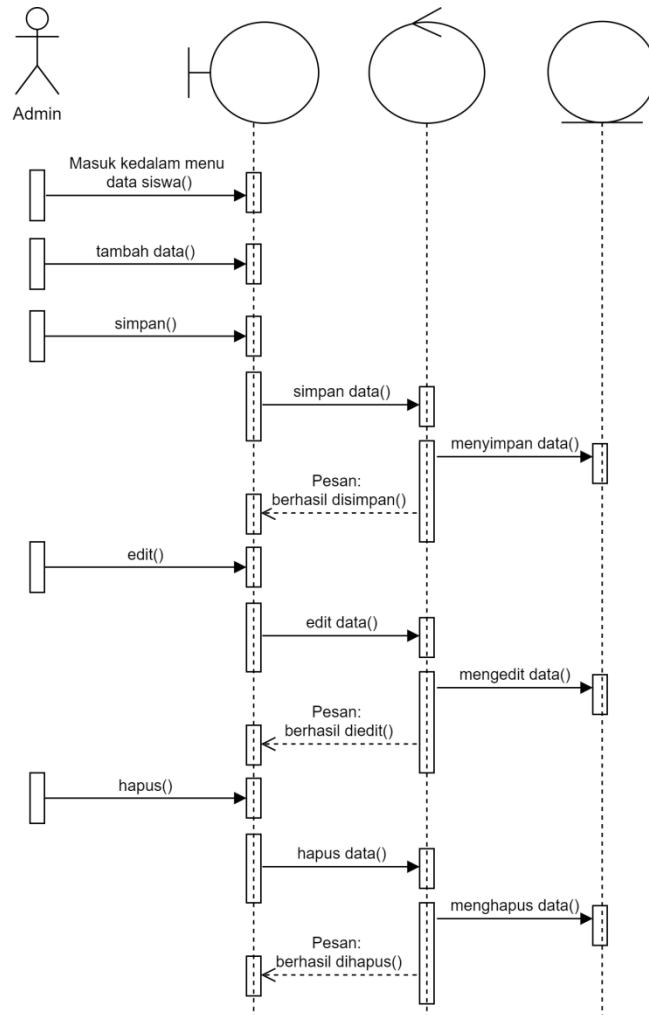 Admin
Masuk kedalam menu
data siswa()
tambah data()
simpan()
simpan data()
menyimpan data()
Pesan:
berhasil disimpan()
edit()
edit data()
mengedit data()
Pesan:
berhasil diedit()
hapus()
hapus data()
menghapus data()
Pesan:
berhasil dihapus()